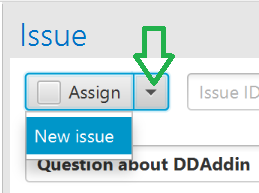 Issue
Assign
Issue ID
New issue
Question about DDAddin